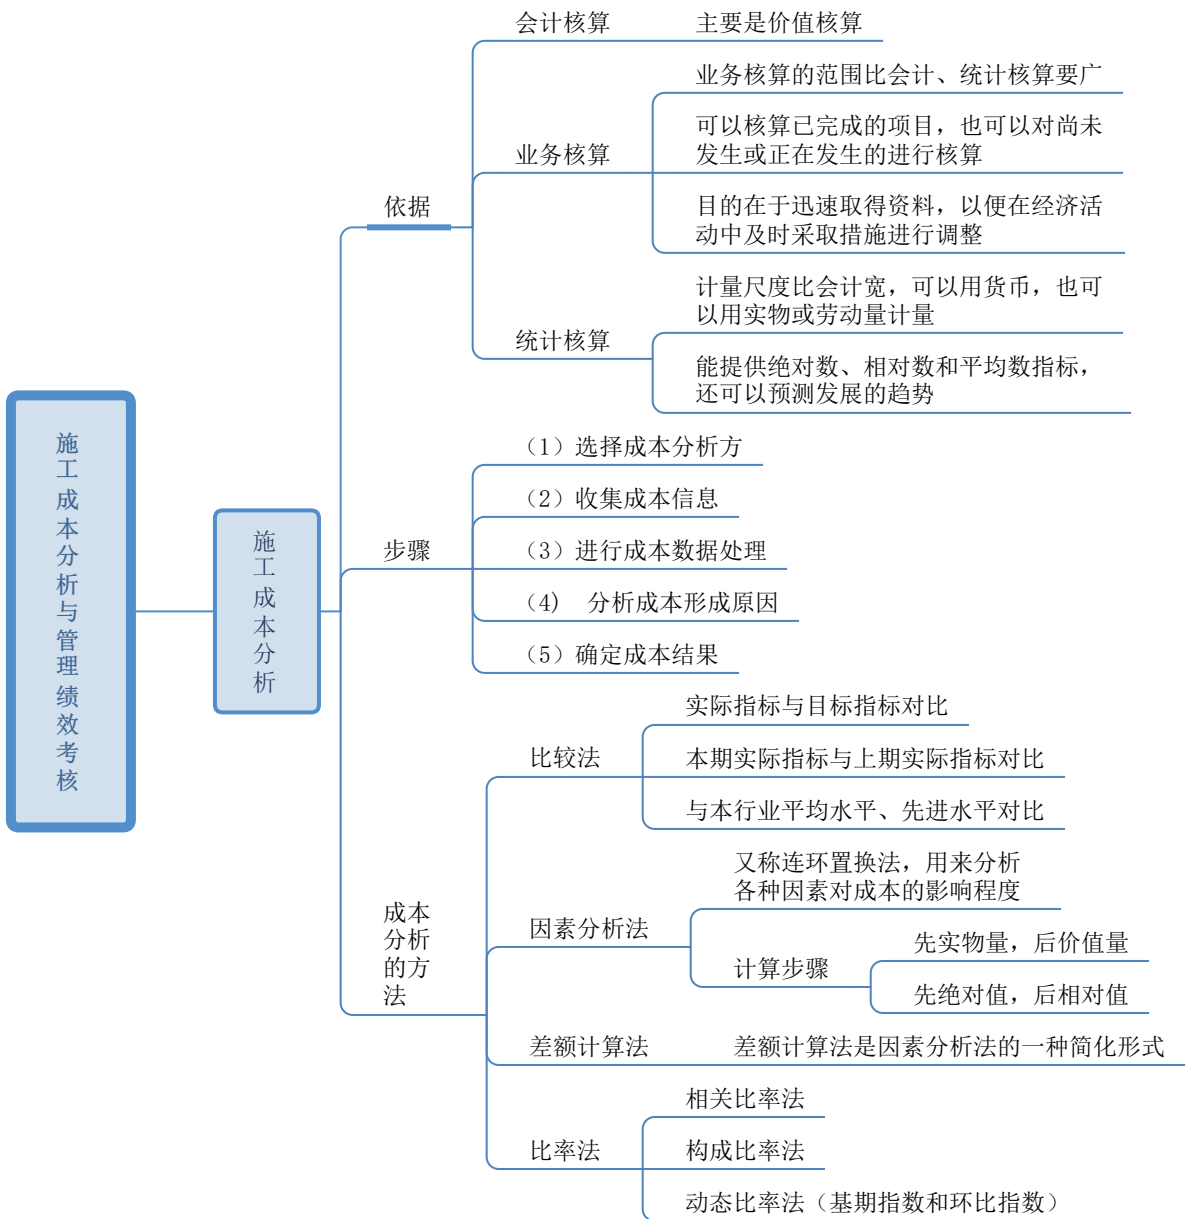 施工成本分析与管理绩效考核
施工成本分析
依据
会计核算
主要是价值核算
业务核算
业务核算的范围比会计、统计核算要广
可以核算已完成的项目，也可以对尚未
发生或正在发生的进行核算
目的在于迅速取得资料，以便在经济活
动中及时采取措施进行调整
统计核算
计量尺度比会计宽，可以用货币，也可
以用实物或劳动量计量
能提供绝对数、相对数和平均数指标，
还可以预测发展的趋势
步骤
（1）选择成本分析方
（2）收集成本信息
（3）进行成本数据处理
（4） 分析成本形成原因
（5）确定成本结果
成本
分析
的方
法
比较法
实际指标与目标指标对比
本期实际指标与上期实际指标对比
与本行业平均水平、先进水平对比
因素分析法
又称连环置换法，用来分析
各种因素对成本的影响程度
计算步骤
先实物量，后价值量
先绝对值，后相对值
差额计算法
差额计算法是因素分析法的一种简化形式
比率法
相关比率法
构成比率法
动态比率法（基期指数和环比指数）